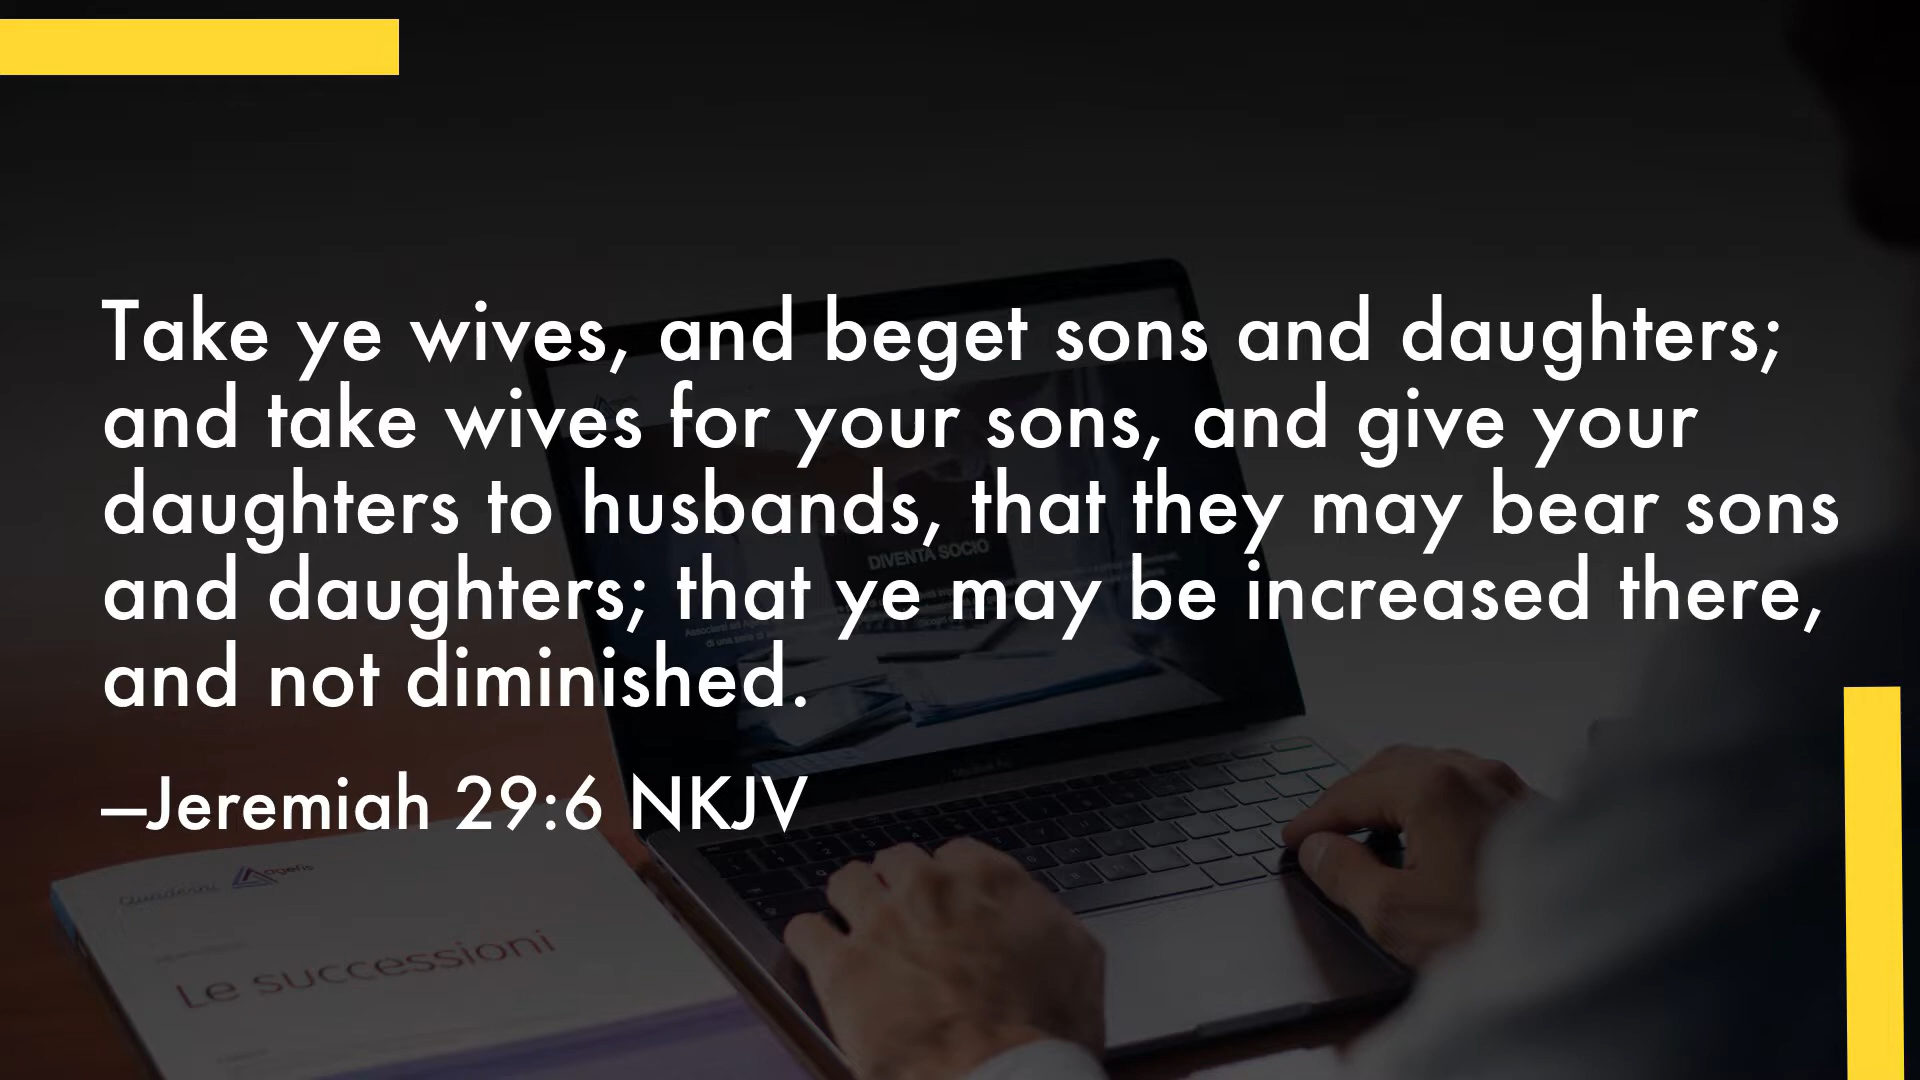 Take ye wives, and beget sons and daughters;
and take wives for your sons, and give your
daughters to husbands, that they may bear sons
and daughters; that ye may be increased there,
and not diminished.
—Jeremiah 29:6 NKJV
DIVENTA SOCIO
Quaderni agefis
Le successioni